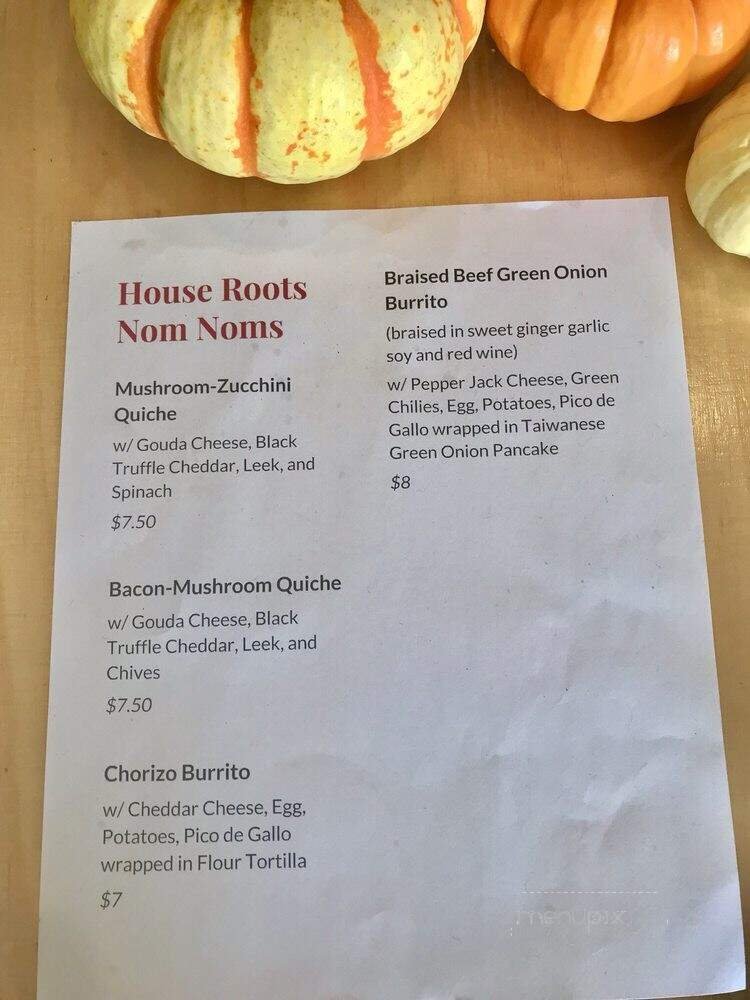 House Roots
Nom Noms
Mushroom-Zucchini
Quiche
w/ Gouda Cheese, Black
Truffle Cheddar, Leek, and
Spinach
$7.50
Bacon-Mushroom Quiche
w/ Gouda Cheese, Black
Truffle Cheddar, Leek, and
Chives
$7.50
Chorizo Burrito
w/ Cheddar Cheese, Egg,
Potatoes, Pico de Gallo
wrapped in Flour Tortilla
$7
Braised Beef Green Onion
Burrito
(braised in sweet ginger garlic
soy and red wine)
w/ Pepper Jack Cheese, Green
Chilies, Egg, Potatoes, Pico de
Gallo wrapped in Taiwanese
Green Onion Pancake
$8
menupix